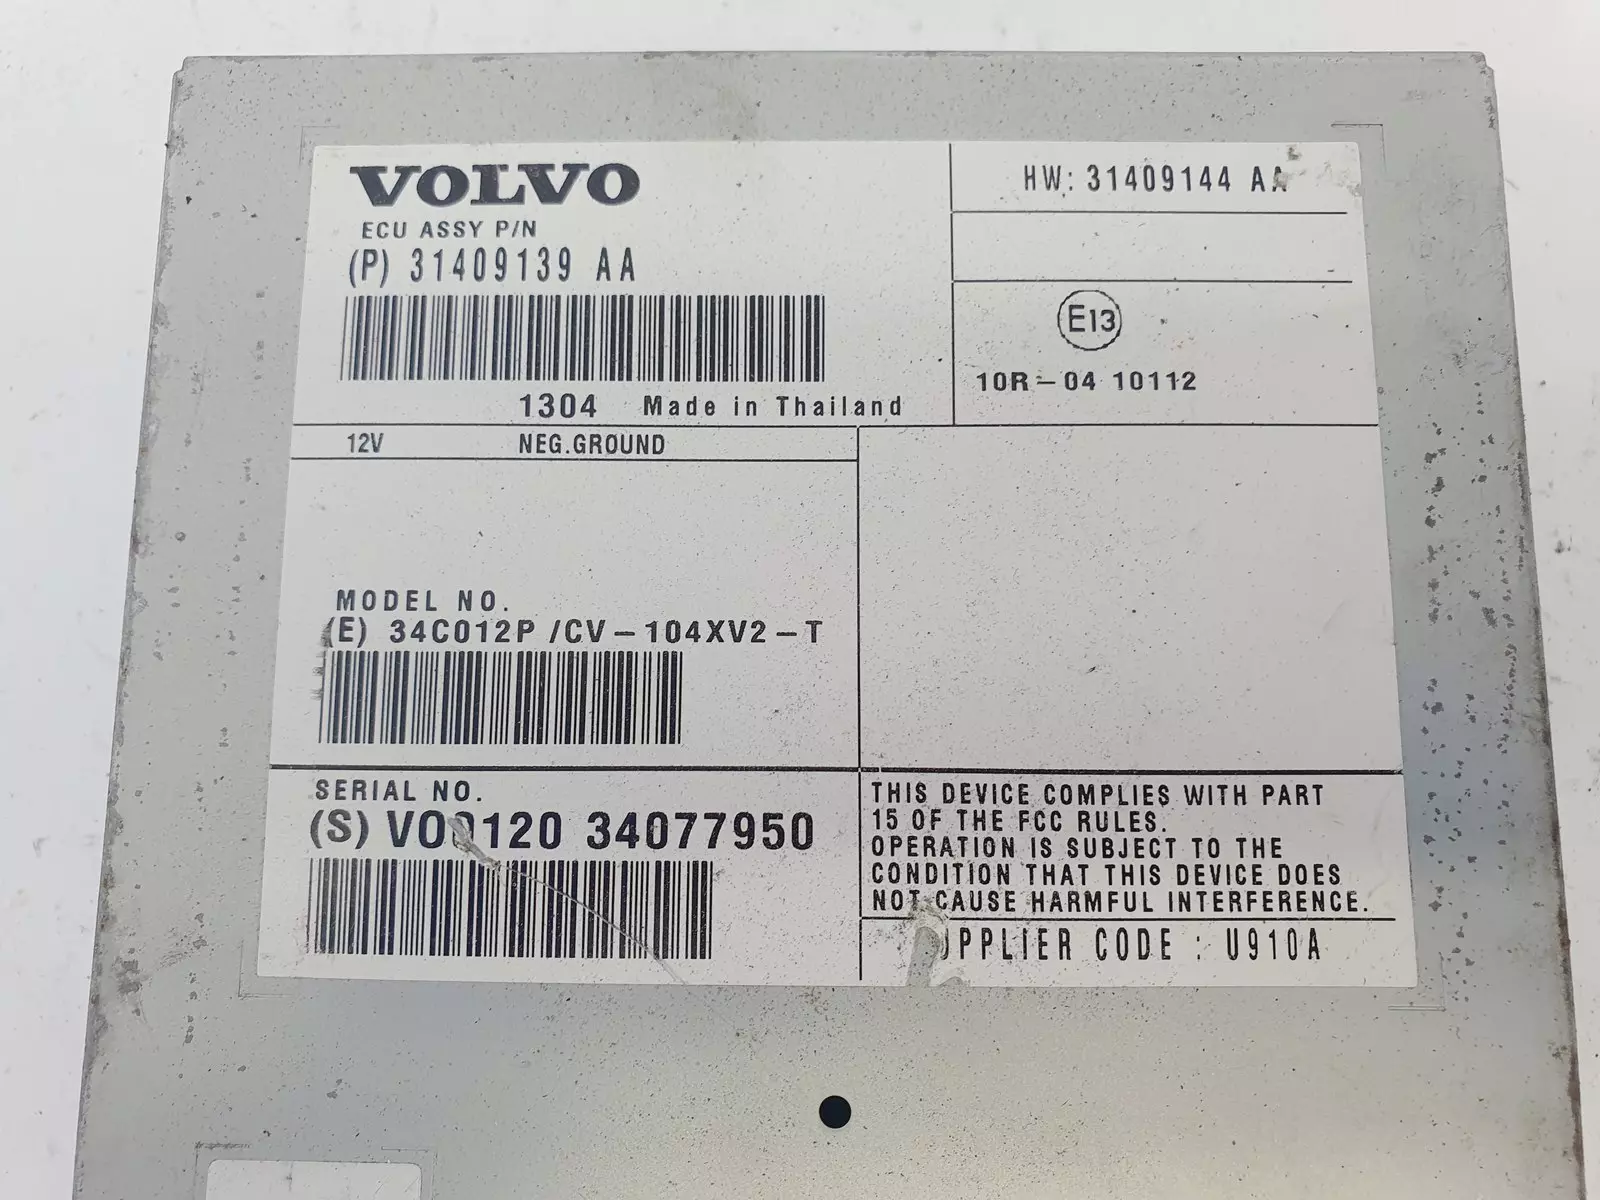 VOLVO
ECU ASSY P/N
(P) 31409139 AA
1304 Made in Thailand
HW: 31409144 AA
E13
10R-04 10112
12V NEG.GROUND
MODEL NO.
(E) 34C012P /CV-104XV2-T
SERIAL NO.
(S) 34077950
THIS DEVICE COMPLIES WITH PART
15 OF THE FCC RULES.
OPERATION IS SUBJECT TO THE
CONDITION THAT THIS DEVICE DOES
NOT CAUSE HARMFUL INTERFERENCE.
SUPPLIER CODE : U910A